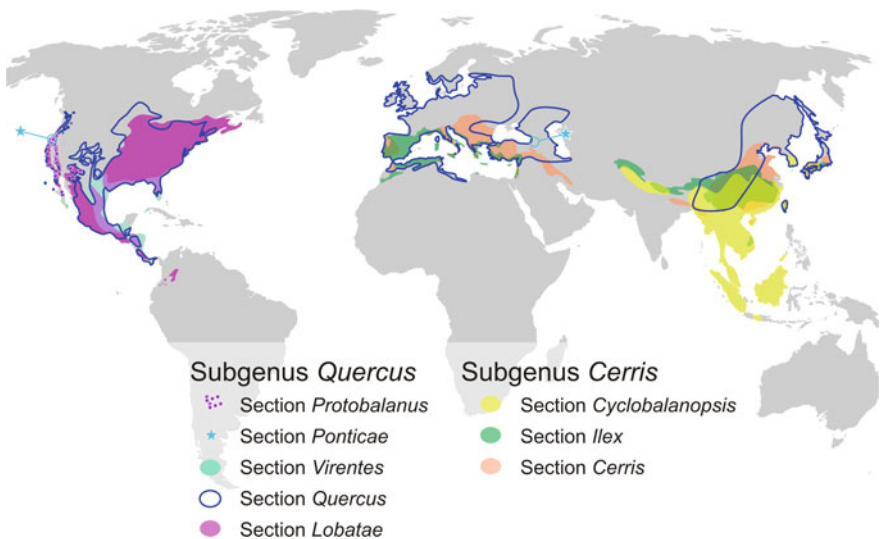 Subgenus Quercus
Section Protobalanus
Section Ponticae
Section Virentes
Section Quercus
Section Lobatae
Subgenus Cerris
Section Cyclobalanopsis
Section Ilex
Section Cerris